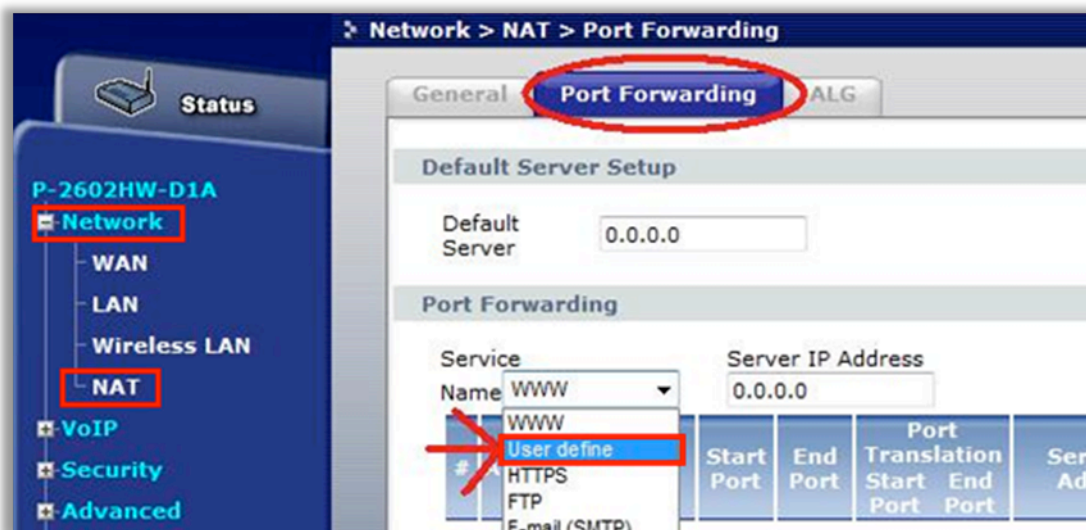 Network > NAT > Port Forwarding
Status
P-2602HW-D1A
Network
WAN
LAN
Wireless LAN
NAT
VoIP
Security
Advanced
General
Port Forwarding
ALG
Default Server Setup
Default
Server
0.0.0.0
Port Forwarding
Service
Name
WWW
Server IP Address
0.0.0.0
WWW
User define
HTTPS
FTP
E-mail (SMTP)
#
Start
Port
End
Port
Port
Translation
Start End
Port Port